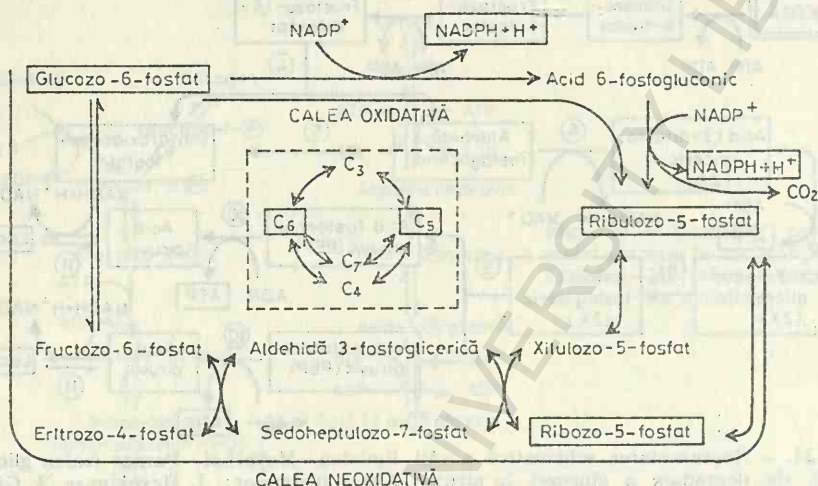 NADP+ NADPH+H+
Glucozo-6-fosfat Acid 6-fosfogluconic
CALEA OXIDATIVĂ NADP+
C3 NADPH+H+
CO2
C6 C5 Ribulozo-5-fosfat
C7
C4
Fructozo-6-fosfat Aldehidă 3-fosfoglicerică Xilulozo-5-fosfat
Eritrozo-4-fosfat Sedoheptulozo-7-fosfat Ribozo-5-fosfat
CALEA NEOXIDATIVĂ